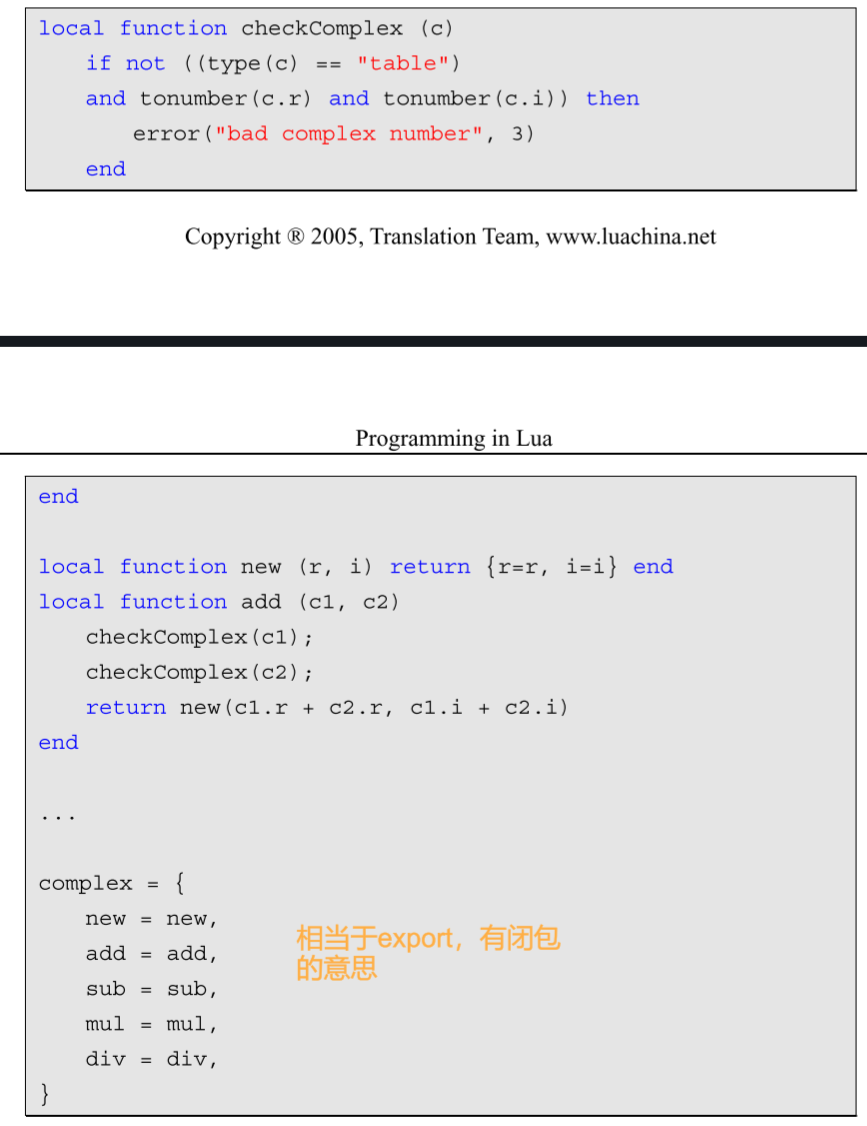 local function checkComplex (c)
if not ((type(c) == "table")
and tonumber(c.r) and tonumber(c.i)) then
error("bad complex number", 3)
end
Copyright ® 2005, Translation Team, www.luachina.net
Programming in Lua
end
local function new (r, i) return {r=r, i=i} end
local function add (c1, c2)
checkComplex(c1);
checkComplex(c2);
return new(c1.r + c2.r, c1.i + c2.i)
end
...
complex = {
new = new,
add = add,
sub = sub,
mul = mul,
div = div,
}
相当于export，有闭包
的意思